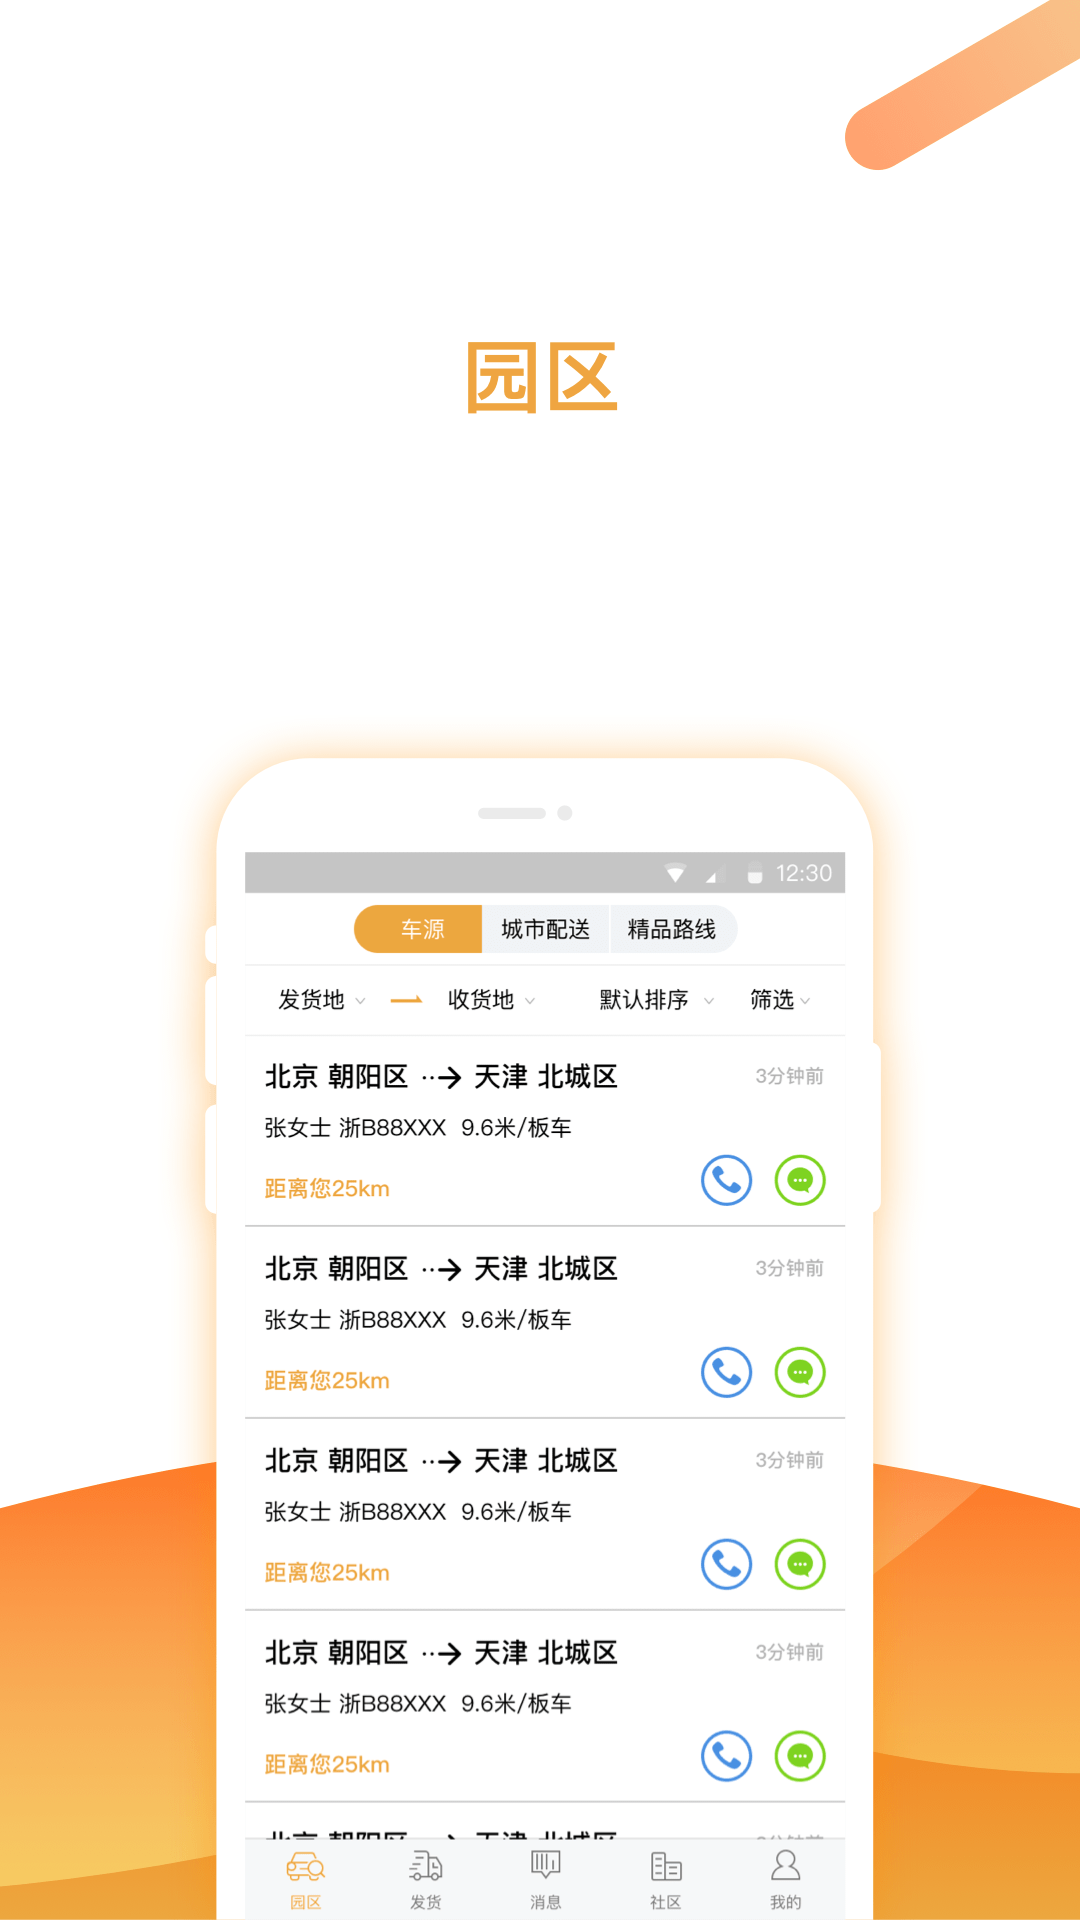 园区
12:30
车源 城市配送 精品路线
发货地 收货地 默认排序 筛选
北京 朝阳区 天津 北城区 3分钟前
张女士 浙B88XXX 9.6米/板车
距离您25km
北京 朝阳区 天津 北城区 3分钟前
张女士 浙B88XXX 9.6米/板车
距离您25km
北京 朝阳区 天津 北城区 3分钟前
张女士 浙B88XXX 9.6米/板车
距离您25km
北京 朝阳区 天津 北城区 3分钟前
张女士 浙B88XXX 9.6米/板车
距离您25km
园区 发货 消息 社区 我的